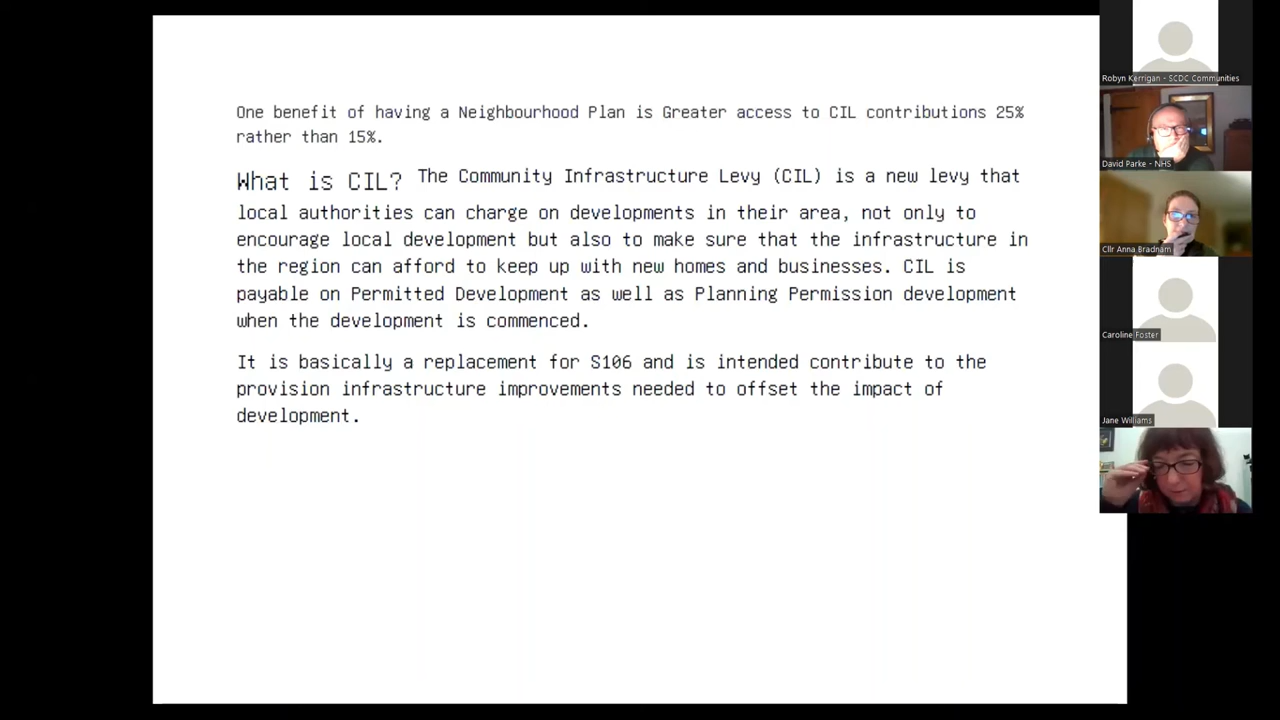 One benefit of having a Neighbourhood Plan is Greater access to CIL contributions 25%
rather than 15%.
What is CIL? The Community Infrastructure Levy (CIL) is a new levy that
local authorities can charge on developments in their area, not only to
encourage local development but also to make sure that the infrastructure in
the region can afford to keep up with new homes and businesses. CIL is
payable on Permitted Development as well as Planning Permission development
when the development is commenced.
It is basically a replacement for S106 and is intended contribute to the
provision infrastructure improvements needed to offset the impact of
development.
Robyn Kerrigan - SCDC Communities
David Parke - NHS
Cllr Anna Bradnam
Caroline Foster
Jane Williams